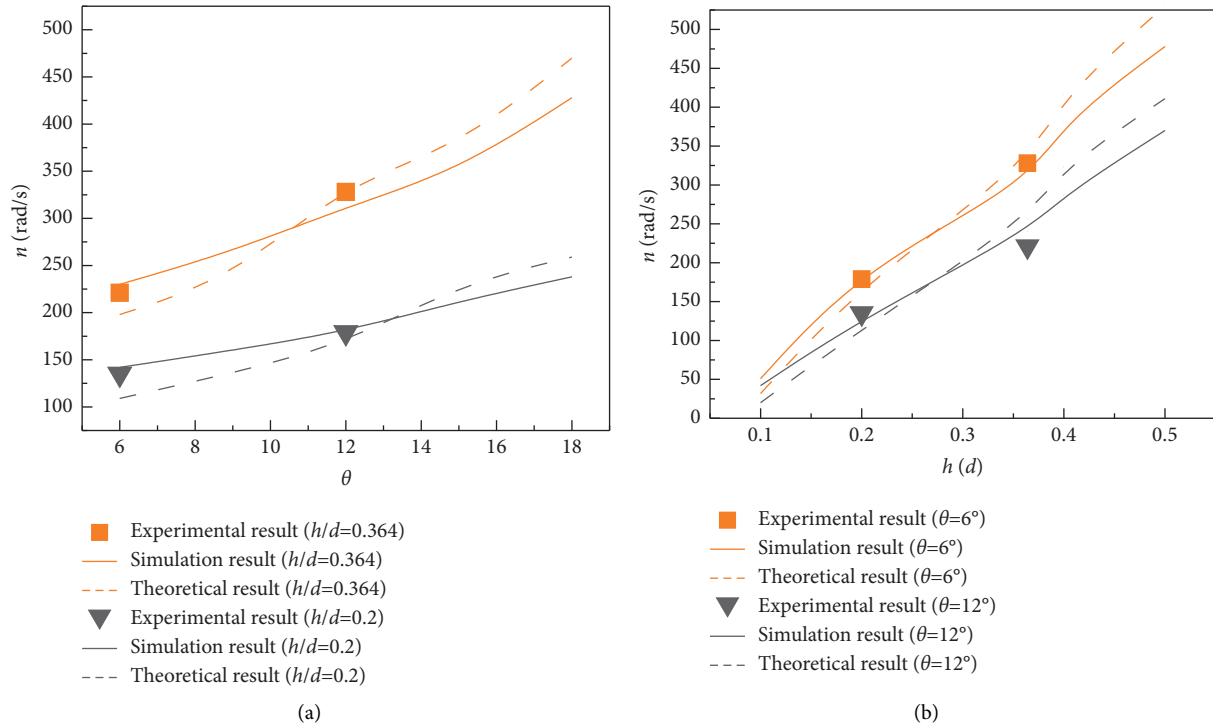 500
450
400
350
300
250
200
150
100
n (rad/s)
6 8 10 12 14 16 18
θ
Experimental result (h/d=0.364)
Simulation result (h/d=0.364)
Theoretical result (h/d=0.364)
Experimental result (h/d=0.2)
Simulation result (h/d=0.2)
Theoretical result (h/d=0.2)
(a)
500
450
400
350
300
250
200
150
100
50
0
n (rad/s)
0.1 0.2 0.3 0.4 0.5
h (d)
Experimental result (θ=6°)
Simulation result (θ=6°)
Theoretical result (θ=6°)
Experimental result (θ=12°)
Simulation result (θ=12°)
Theoretical result (θ=12°)
(b)